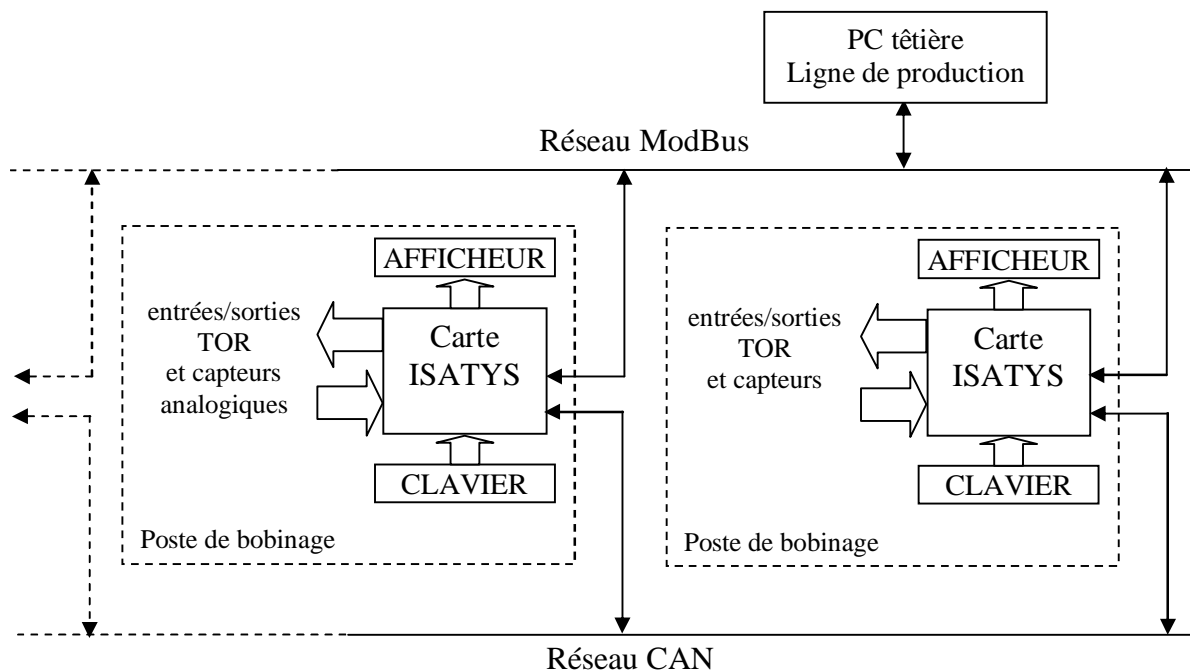 PC têtière
Ligne de production
Réseau ModBus
AFFICHEUR
entrées/sorties
TOR
et capteurs
analogiques
Carte
ISATYS
CLAVIER
Poste de bobinage
AFFICHEUR
entrées/sorties
TOR
et capteurs
Carte
ISATYS
CLAVIER
Poste de bobinage
Réseau CAN